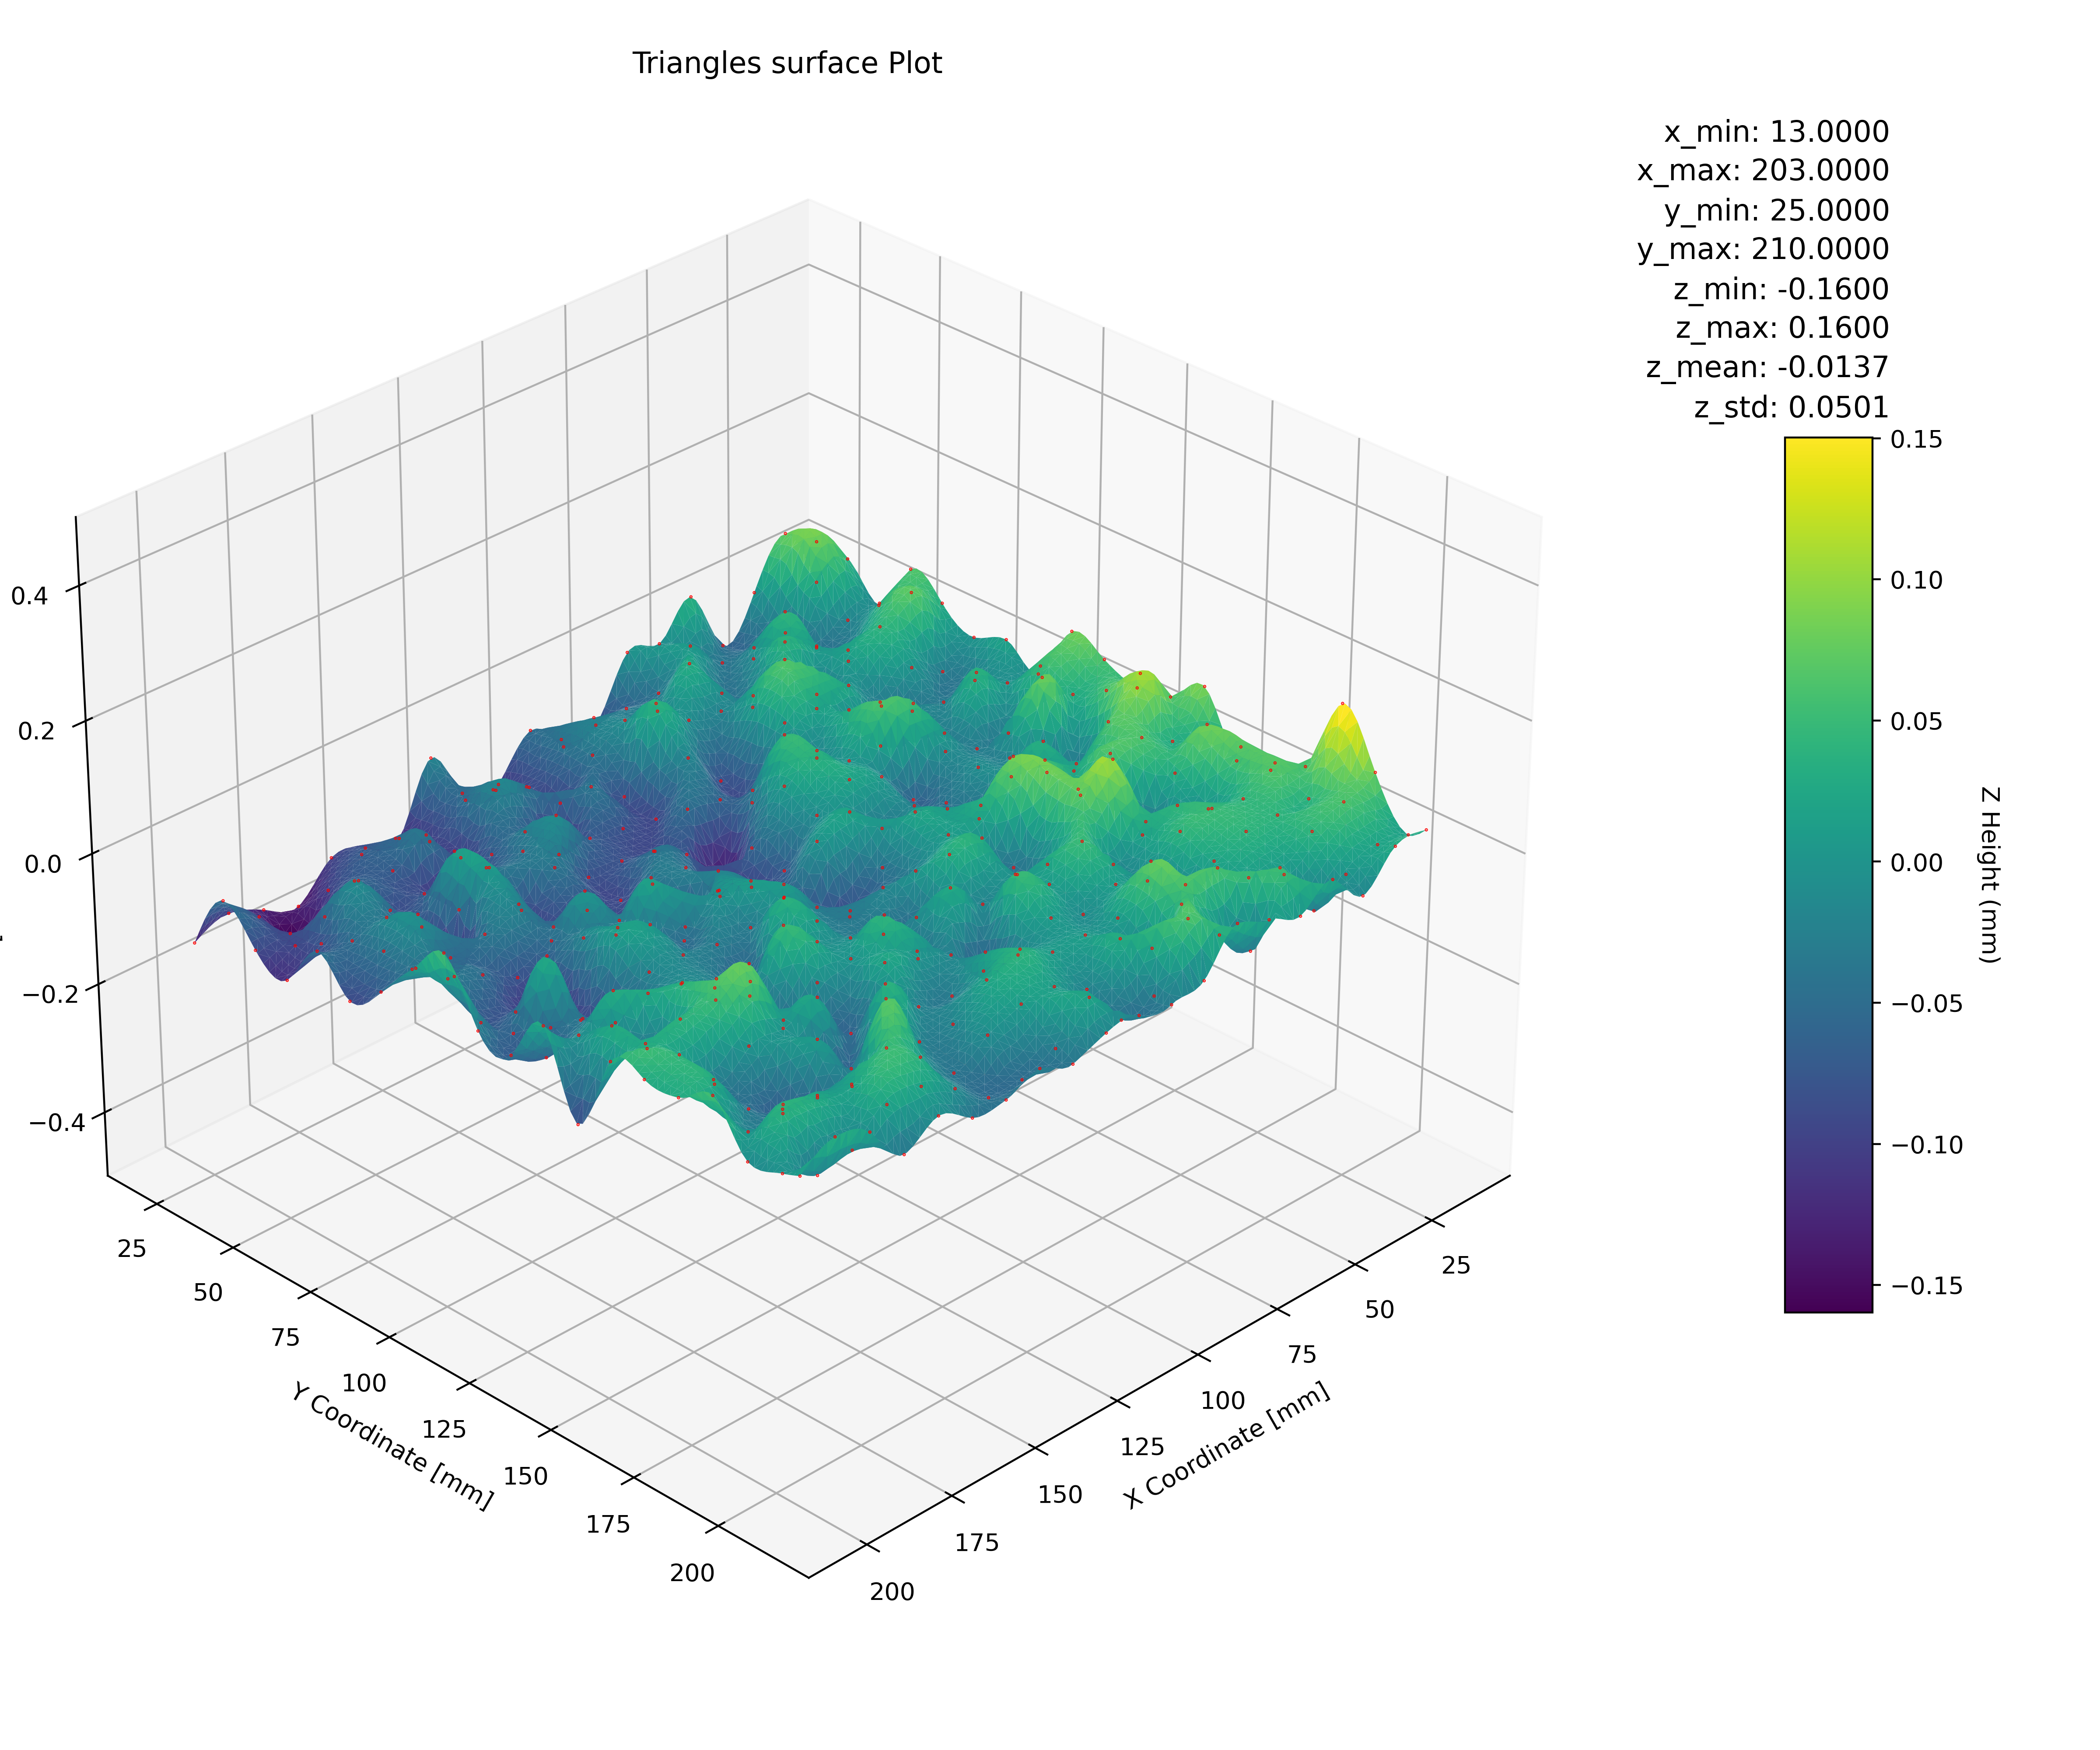 Triangles surface Plot
x_min: 13.0000
x_max: 203.0000
y_min: 25.0000
y_max: 210.0000
z_min: -0.1600
z_max: 0.1600
z_mean: -0.0137
z_std: 0.0501
0.15
0.10
0.05
0.00
−0.05
−0.10
−0.15
Z Height (mm)
0.4
0.2
0.0
−0.2
−0.4
25
50
75
100
125
150
175
200
Y Coordinate [mm]
25
50
75
100
125
150
175
200
X Coordinate [mm]